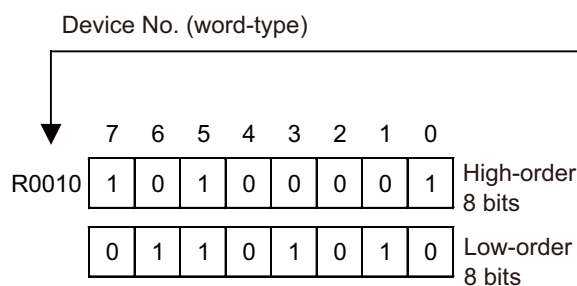 Device No. (word-type)
7 6 5 4 3 2 1 0
R0010 1 0 1 0 0 0 0 1 High-order
8 bits
0 1 1 0 1 0 1 0 Low-order
8 bits